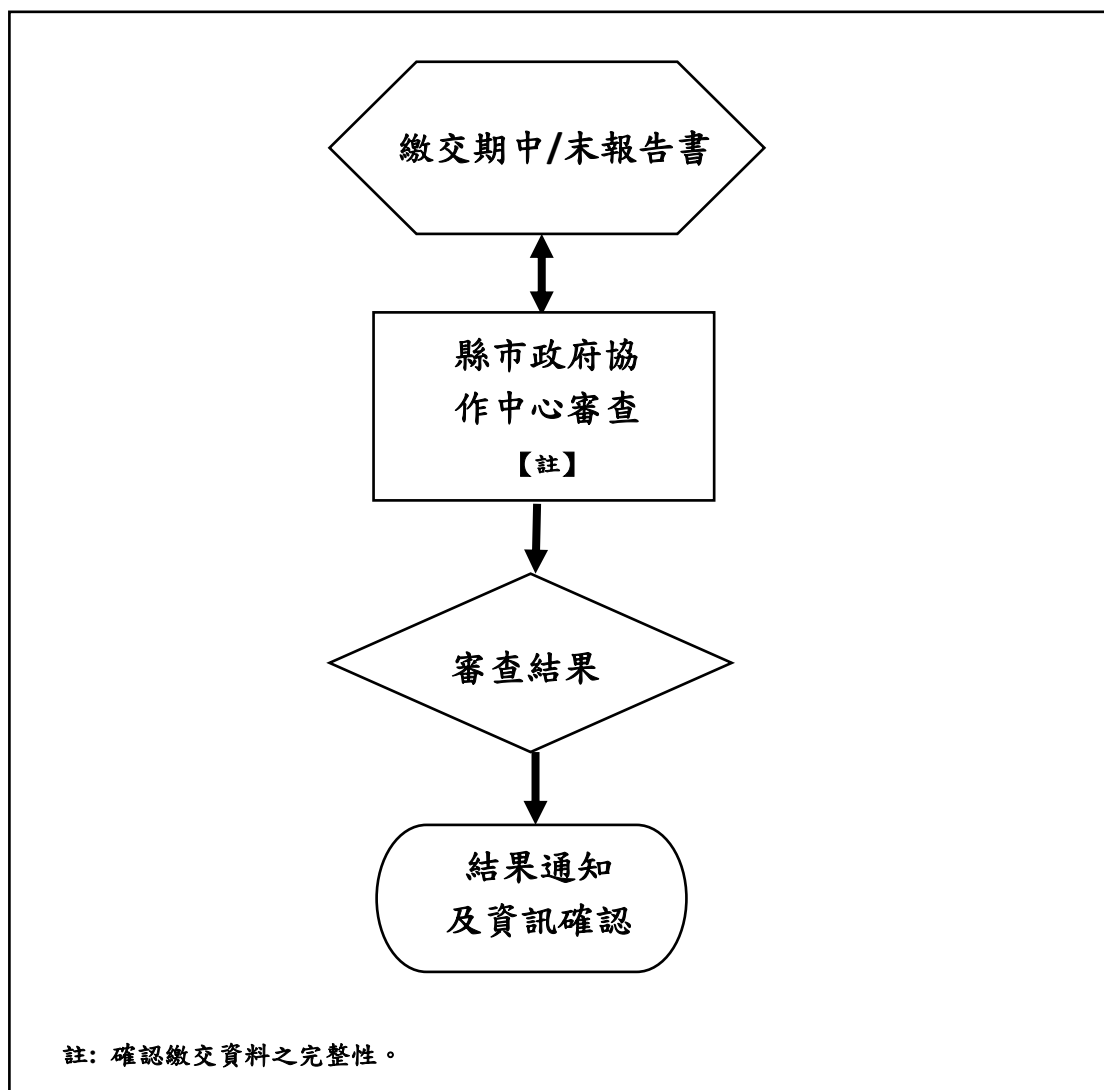 繳交期中/末報告書
縣市政府協
作中心審查
【註】
審查結果
結果通知
及資訊確認
註: 確認繳交資料之完整性。